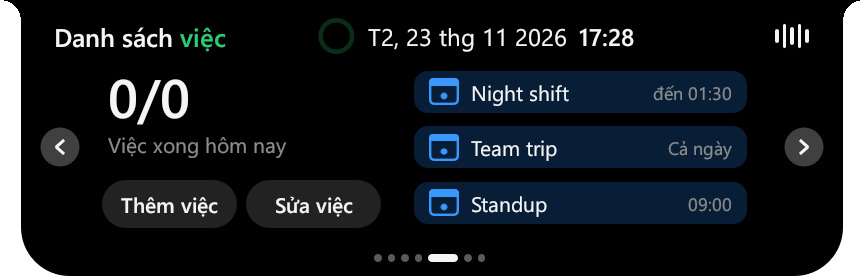 Danh sách việc
T2, 23 thg 11 2026 17:28
0/0
Việc xong hôm nay
Thêm việc
Sửa việc
Night shift đến 01:30
Team trip Cả ngày
Standup 09:00